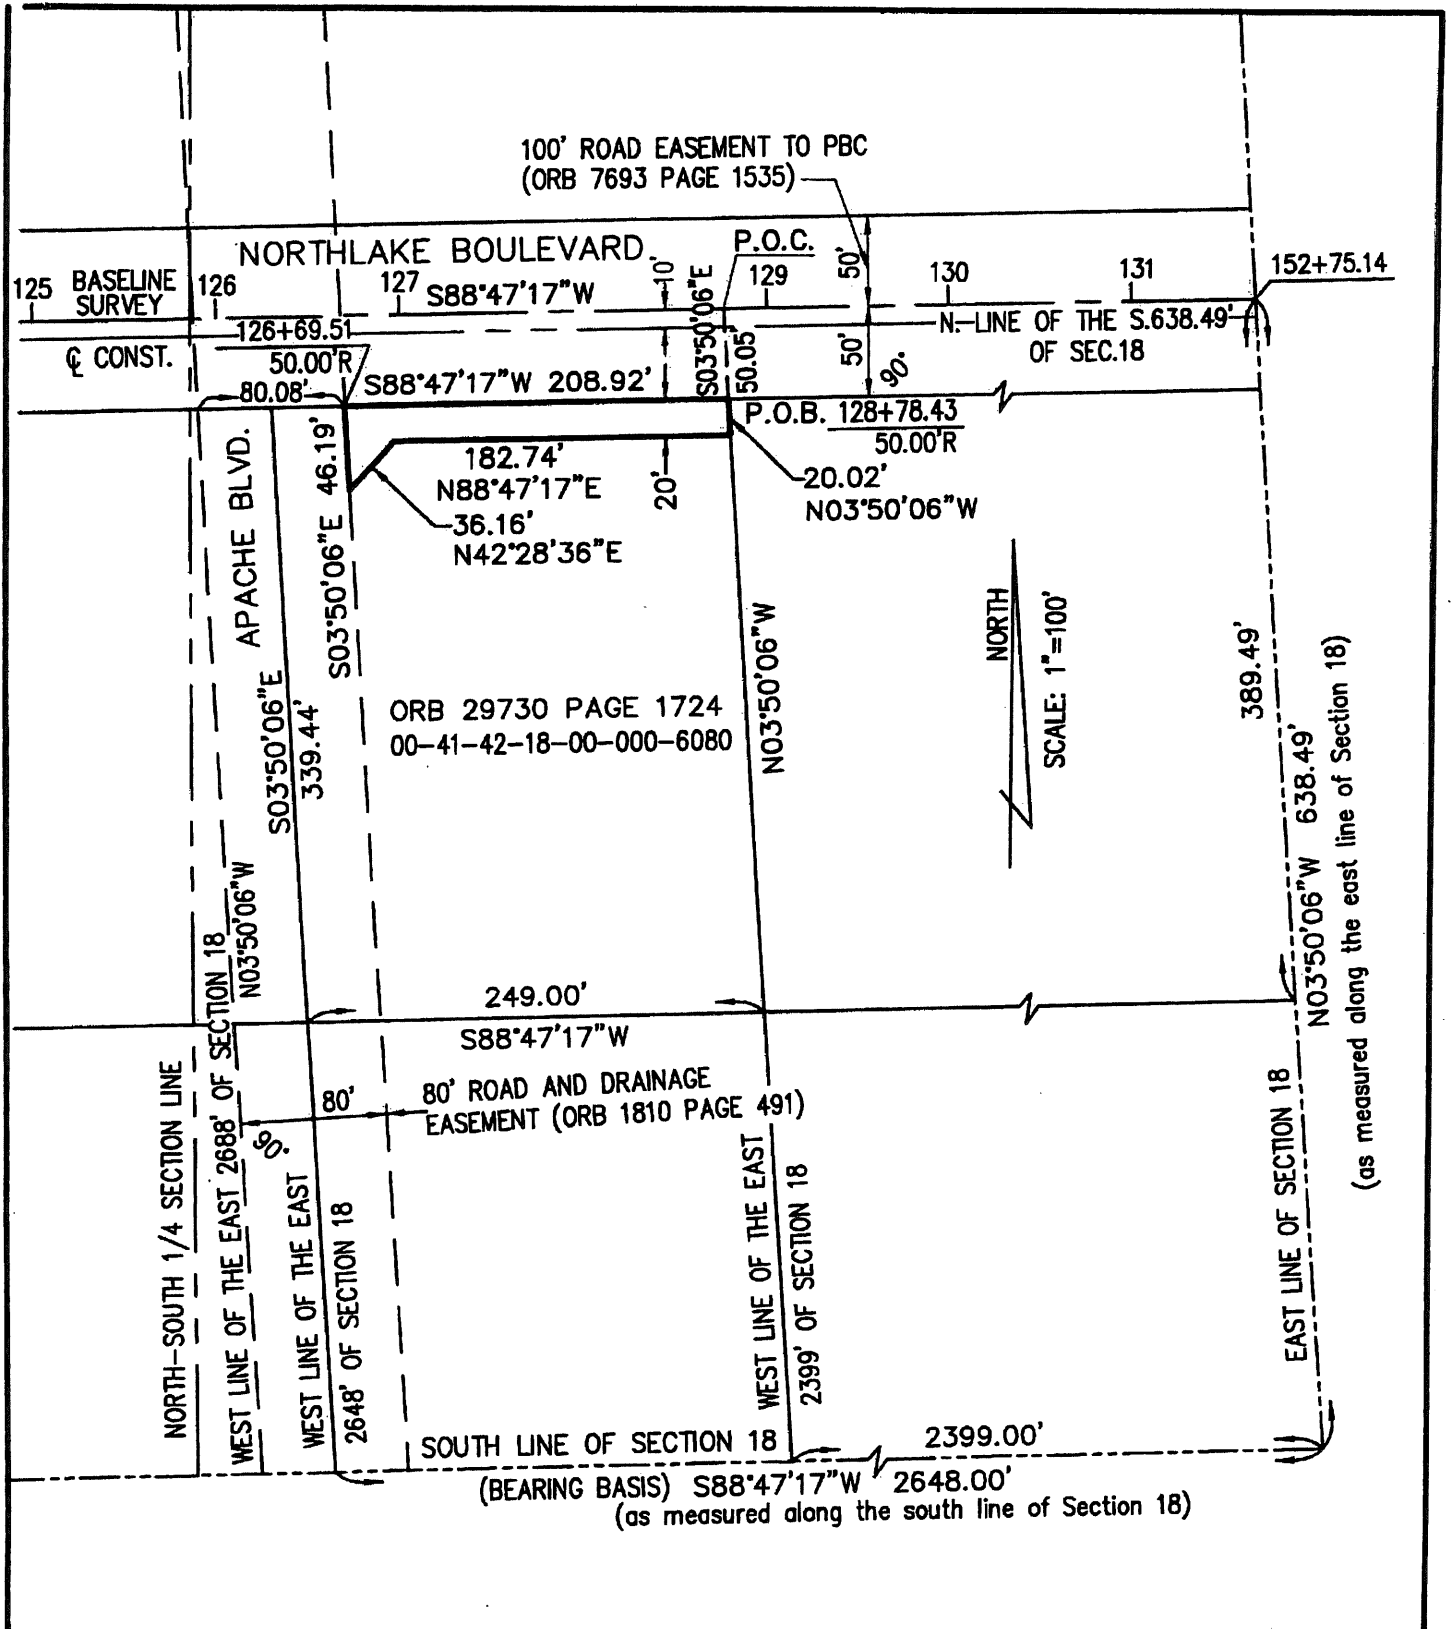 100' ROAD EASEMENT TO PBC
(ORB 7693 PAGE 1535)
NORTHLAKE BOULEVARD.
P.O.C.
10
S03°50'06"E
50.05'
50'
50'
90°
125
BASELINE
SURVEY
126
127
S88°47'17"W
129
130
131
152+75.14
126+69.51
50.00'R
N. LINE OF THE S.638.49'
OF SEC.18
℄ CONST.
80.08'
S88°47'17"W 208.92'
P.O.B.
128+78.43
50.00'R
182.74'
N88°47'17"E
20'
20.02'
N03°50'06"W
36.16'
N42°28'36"E
APACHE BLVD.
S03°50'06"E 46.19'
S03°50'06"E
339.44'
N03°50'06"W
ORB 29730 PAGE 1724
00-41-42-18-00-000-6080
N03°50'06"W
NORTH
SCALE: 1"=100'
389.49'
N03°50'06"W 638.49'
(as measured along the east line of Section 18)
249.00'
S88°47'17"W
80'
90°
80' ROAD AND DRAINAGE
EASEMENT (ORB 1810 PAGE 491)
NORTH-SOUTH 1/4 SECTION LINE
WEST LINE OF THE EAST 2688' OF SECTION 18
WEST LINE OF THE EAST
2648' OF SECTION 18
WEST LINE OF THE EAST
2399' OF SECTION 18
EAST LINE OF SECTION 18
SOUTH LINE OF SECTION 18
2399.00'
(BEARING BASIS) S88°47'17"W 2648.00'
(as measured along the south line of Section 18)